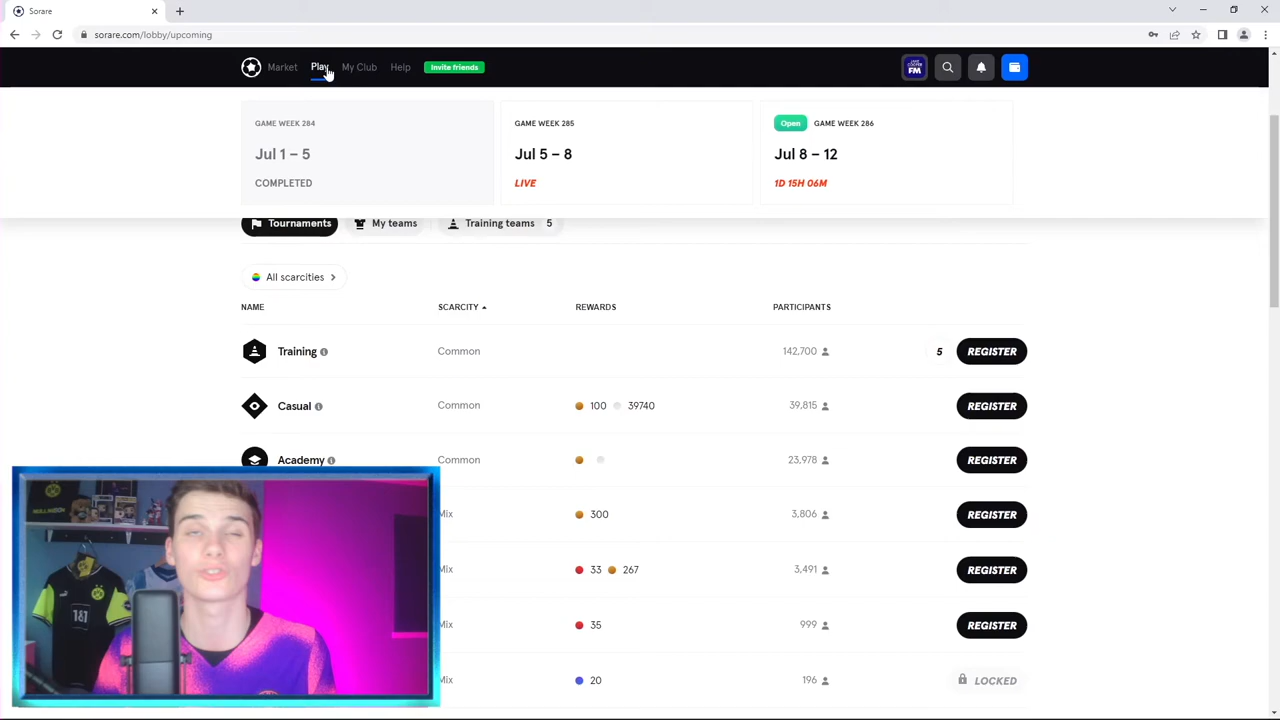 Sorare
sorare.com/lobby/upcoming
Market
Play
My Club
Help
Invite friends
FM
GAME WEEK 284
Jul 1 – 5
COMPLETED
GAME WEEK 285
Jul 5 – 8
LIVE
Open
GAME WEEK 286
Jul 8 – 12
1D 15H 06M
Tournaments
My teams
Training teams 5
All scarcities
NAME SCARCITY REWARDS PARTICIPANTS
Training Common 142,700 5 REGISTER
Casual Common 100 39740 39,815 REGISTER
Academy Common 23,978 REGISTER
Mix 300 3,806 REGISTER
Mix 33 267 3,491 REGISTER
Mix 35 999 REGISTER
Mix 20 196 LOCKED
1&1